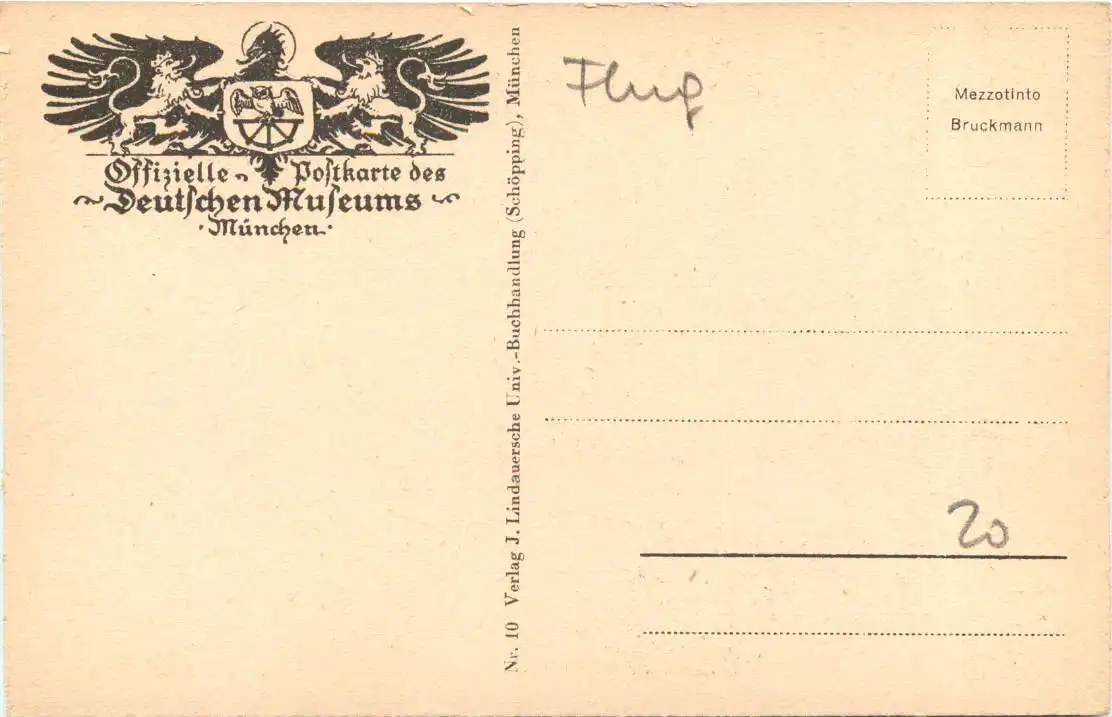 Offizielle Poſtkarte des
Deutſchen Muſeums
· München ·
Nr. 10 Verlag J. Lindauersche Univ.-Buchhandlung (Schöpping), München
Flug
Mezzotinto
Bruckmann
20